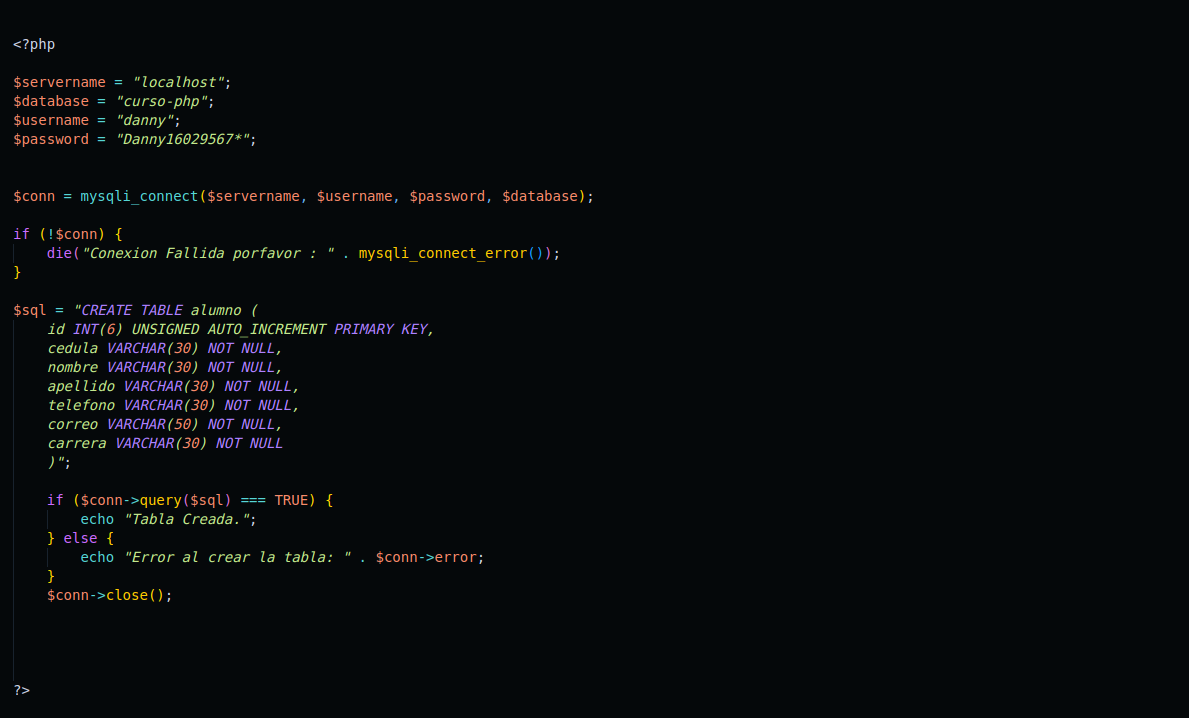 <?php
$servername = "localhost";
$database = "curso-php";
$username = "danny";
$password = "Danny16029567*";
$conn = mysqli_connect($servername, $username, $password, $database);
if (!$conn) {
die("Conexion Fallida porfavor : " . mysqli_connect_error());
}
$sql = "CREATE TABLE alumno (
id INT(6) UNSIGNED AUTO_INCREMENT PRIMARY KEY,
cedula VARCHAR(30) NOT NULL,
nombre VARCHAR(30) NOT NULL,
apellido VARCHAR(30) NOT NULL,
telefono VARCHAR(30) NOT NULL,
correo VARCHAR(50) NOT NULL,
carrera VARCHAR(30) NOT NULL
)";
if ($conn->query($sql) === TRUE) {
echo "Tabla Creada.";
} else {
echo "Error al crear la tabla: " . $conn->error;
}
$conn->close();
?>